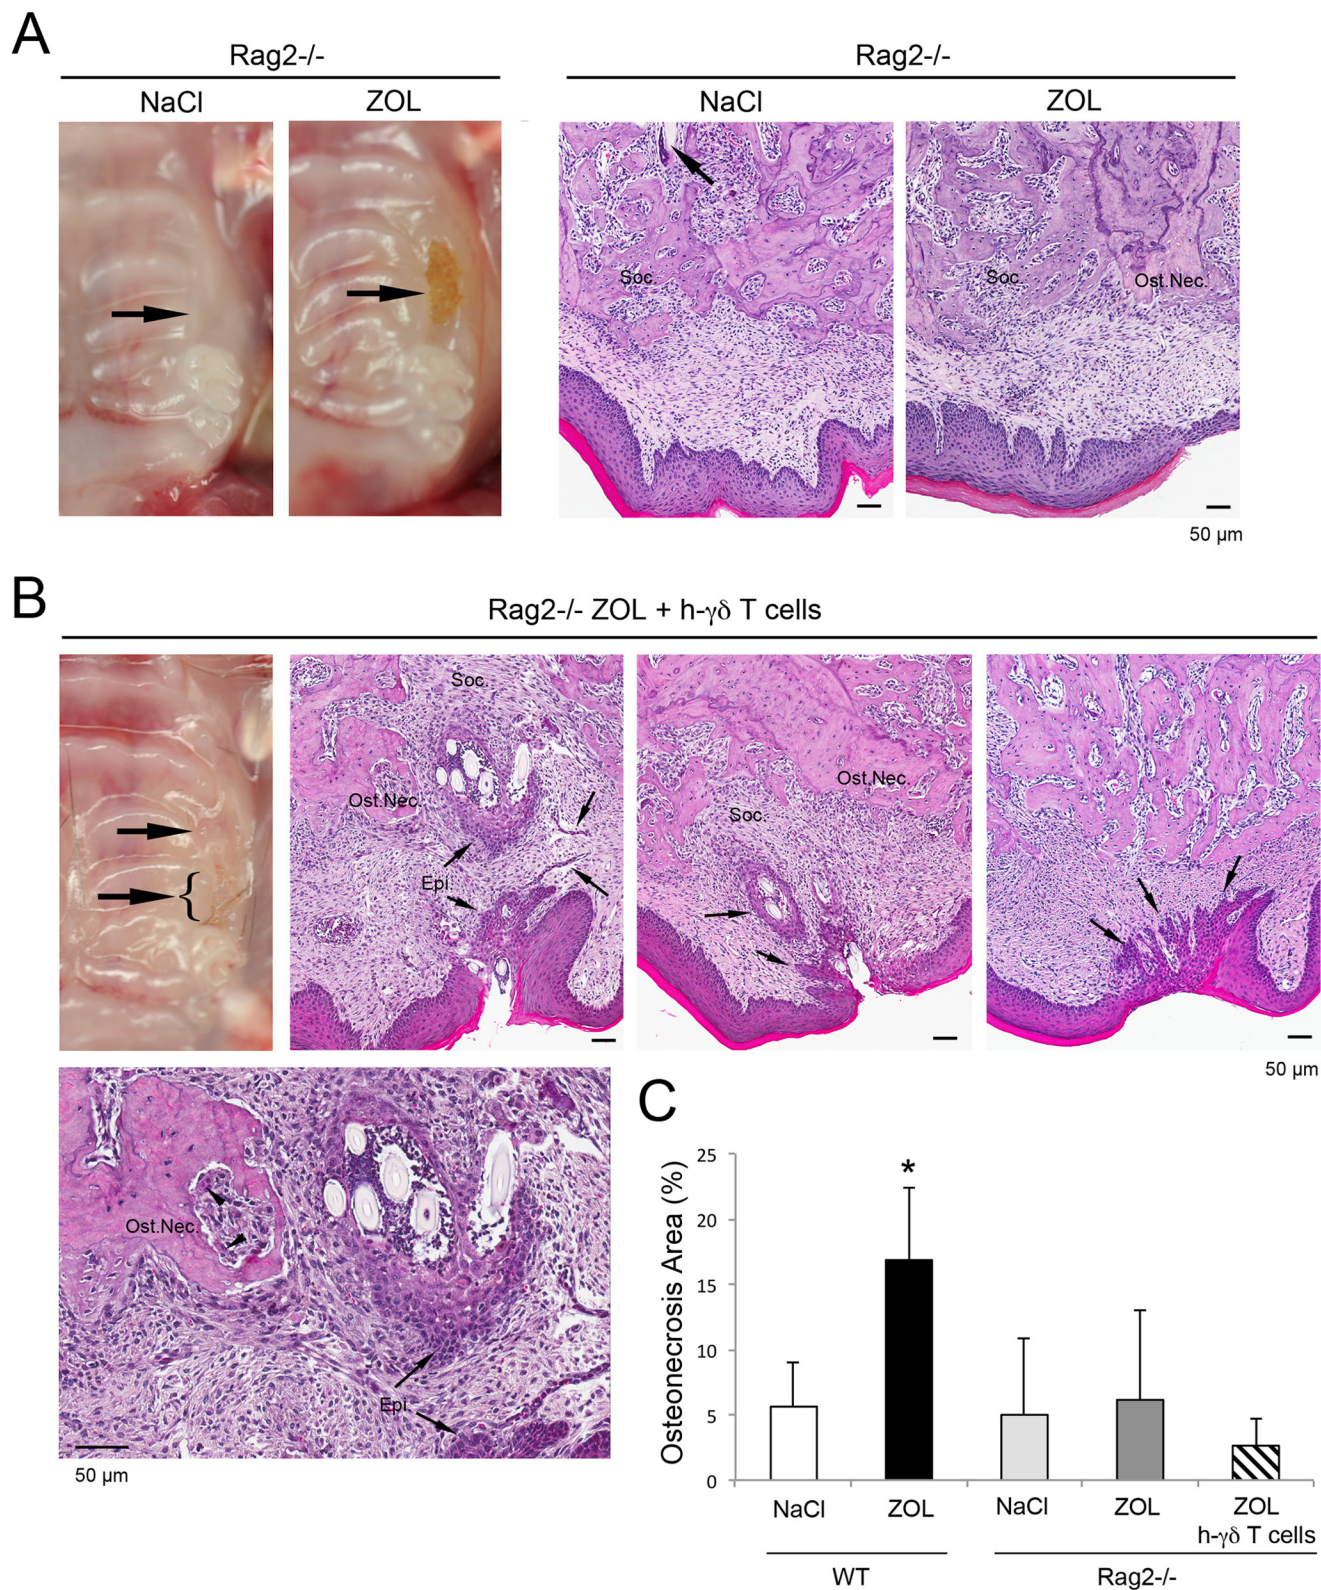 A
Rag2-/-
Rag2-/-
NaCl
ZOL
NaCl
ZOL
Soc.
Soc.
Ost.Nec.
50 μm
B
Rag2-/- ZOL + h-γδ T cells
Soc.
Ost.Nec.
Epi.
Ost.Nec.
Soc.
50 μm
Ost.Nec.
Epi.
50 μm
C
Osteonecrosis Area (%)
25
20
15
10
5
0
*
NaCl
ZOL
NaCl
ZOL
ZOL
h-γδ T cells
WT
Rag2-/-